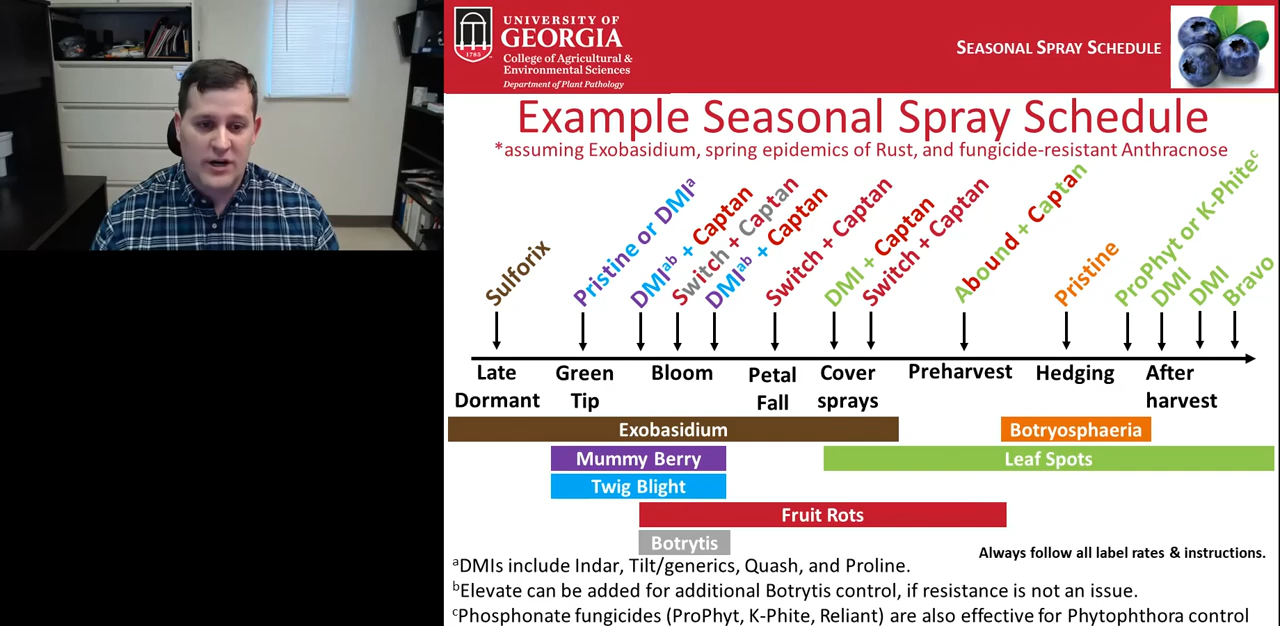 UNIVERSITY OF
GEORGIA
College of Agricultural &
Environmental Sciences
Department of Plant Pathology
1785
SEASONAL SPRAY SCHEDULE
Example Seasonal Spray Schedule
*assuming Exobasidium, spring epidemics of Rust, and fungicide-resistant Anthracnose
Sulforix
Pristine or DMIᵃ
DMIᵃᵇ + Captan
Switch + Captan
DMIᵃᵇ + Captan
Switch + Captan
DMI + Captan
Switch + Captan
Abound + Captan
Pristine
ProPhyt or K-Phiteᶜ
DMI
DMI
Bravo
Late Dormant
Green Tip
Bloom
Petal Fall
Cover sprays
Preharvest
Hedging
After harvest
Exobasidium
Botryosphaeria
Mummy Berry
Leaf Spots
Twig Blight
Fruit Rots
Botrytis
Always follow all label rates & instructions.
ᵃDMIs include Indar, Tilt/generics, Quash, and Proline.
ᵇElevate can be added for additional Botrytis control, if resistance is not an issue.
ᶜPhosphonate fungicides (ProPhyt, K-Phite, Reliant) are also effective for Phytophthora control